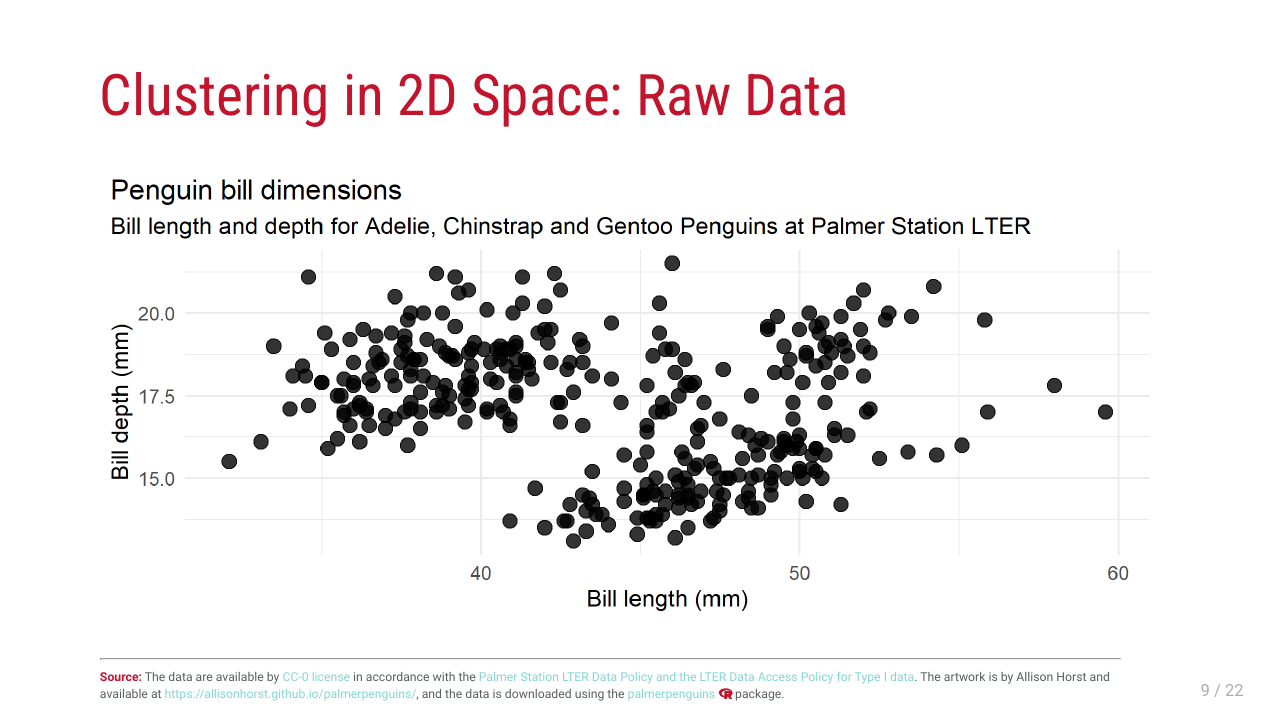 Clustering in 2D Space: Raw Data
Penguin bill dimensions
Bill length and depth for Adelie, Chinstrap and Gentoo Penguins at Palmer Station LTER
Bill depth (mm)
20.0
17.5
15.0
40
50
60
Bill length (mm)
Source: The data are available by CC-0 license in accordance with the Palmer Station LTER Data Policy and the LTER Data Access Policy for Type I data. The artwork is by Allison Horst and
available at https://allisonhorst.github.io/palmerpenguins/, and the data is downloaded using the palmerpenguins R package.
9 / 22